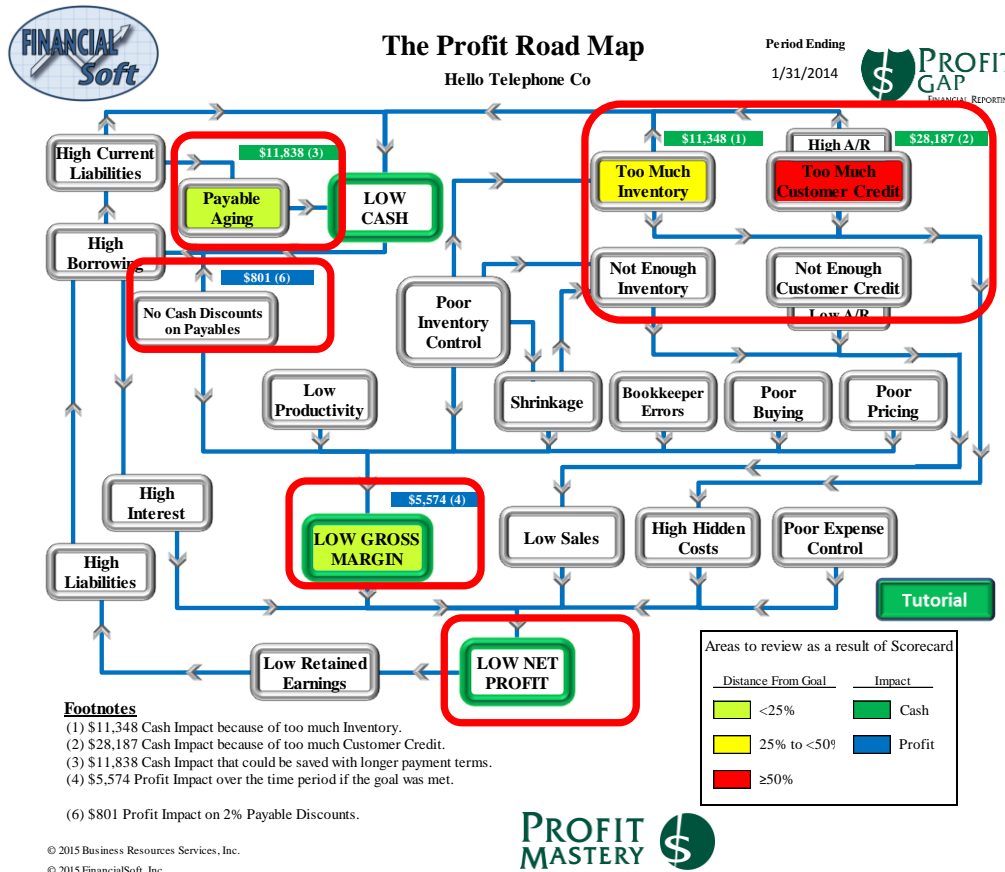 FINANCIAL
Soft
The Profit Road Map
Hello Telephone Co
Period Ending
1/31/2014
$
PROFIT
GAP
FINANCIAL REPORTING
High Current
Liabilities
$11,838 (3)
Payable
Aging
LOW
CASH
$11,348 (1)
Too Much
Inventory
High A/R
$28,187 (2)
Too Much
Customer Credit
High
Borrowing
$801 (6)
No Cash Discounts
on Payables
Poor
Inventory
Control
Not Enough
Inventory
Not Enough
Customer Credit
Low A/R
Low
Productivity
Shrinkage
Bookkeeper
Errors
Poor
Buying
Poor
Pricing
High
Interest
$5,574 (4)
LOW GROSS
MARGIN
Low Sales
High Hidden
Costs
Poor Expense
Control
High
Liabilities
Tutorial
Low Retained
Earnings
LOW NET
PROFIT
Areas to review as a result of Scorecard
Distance From Goal
Impact
<25%
Cash
25% to <50%
Profit
≥50%
Footnotes
(1) $11,348 Cash Impact because of too much Inventory.
(2) $28,187 Cash Impact because of too much Customer Credit.
(3) $11,838 Cash Impact that could be saved with longer payment terms.
(4) $5,574 Profit Impact over the time period if the goal was met.
(6) $801 Profit Impact on 2% Payable Discounts.
PROFIT
MASTERY
$
© 2015 Business Resources Services, Inc.
© 2015 FinancialSoft, Inc.